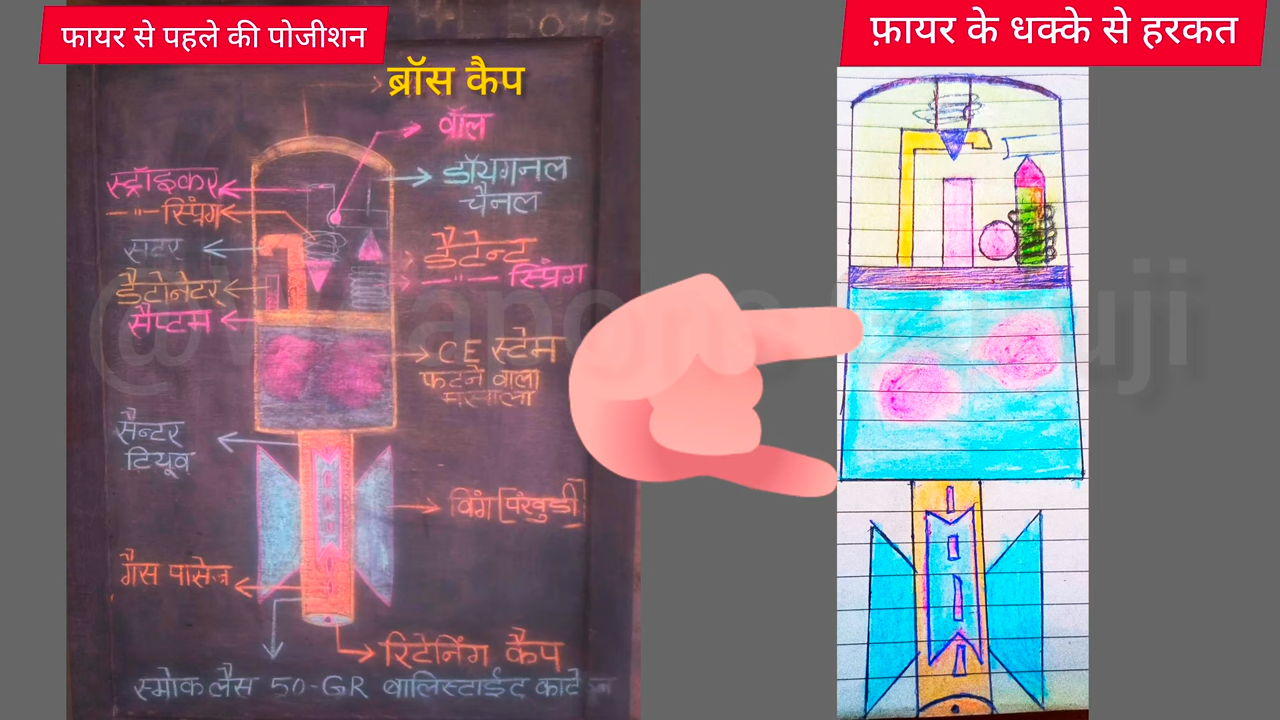 फायर से पहले की पोजीशन
फ़ायर के धक्के से हरकत
ब्रॉस कैप
वॉल
स्ट्रॉइकर
डॉयगनल
चैनल
—"— स्प्रिंग
सटर
डैटेन्ट
—"— स्प्रिंग
डैटोनेटर
सैप्टम
CE स्टेम
फटने वाला
मसाला
सैन्टर
टियूव
विंग [पंखुडी]
गैस पासेज
रिटेनिंग कैप
स्मोक लैस 50-GR बालिस्टाईट